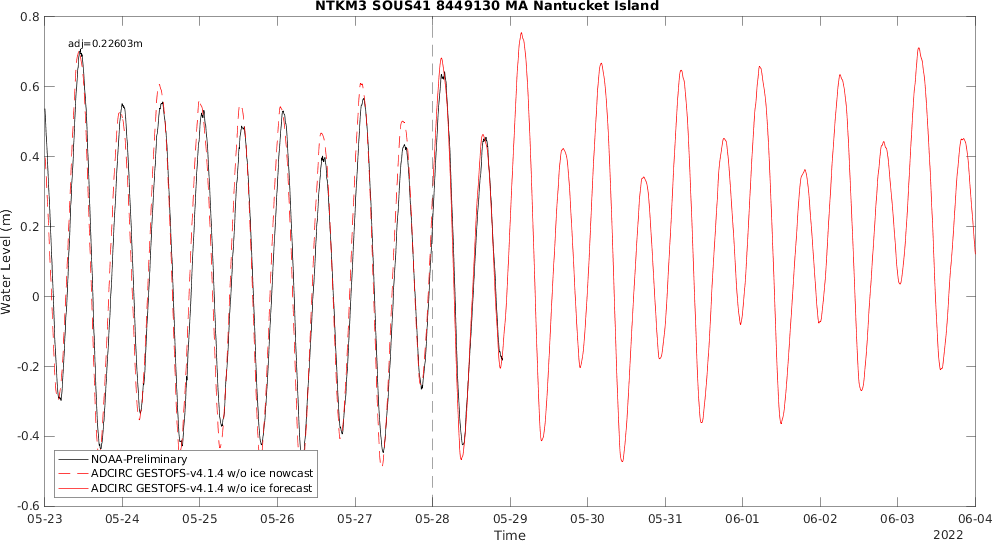 NTKM3 SOUS41 8449130 MA Nantucket Island
0.8
adj=0.22603m
0.6
0.4
0.2
0
-0.2
-0.4
-0.6
Water Level (m)
NOAA-Preliminary
ADCIRC GESTOFS-v4.1.4 w/o ice nowcast
ADCIRC GESTOFS-v4.1.4 w/o ice forecast
05-23 05-24 05-25 05-26 05-27 05-28 05-29 05-30 05-31 06-01 06-02 06-03 06-04
Time
2022